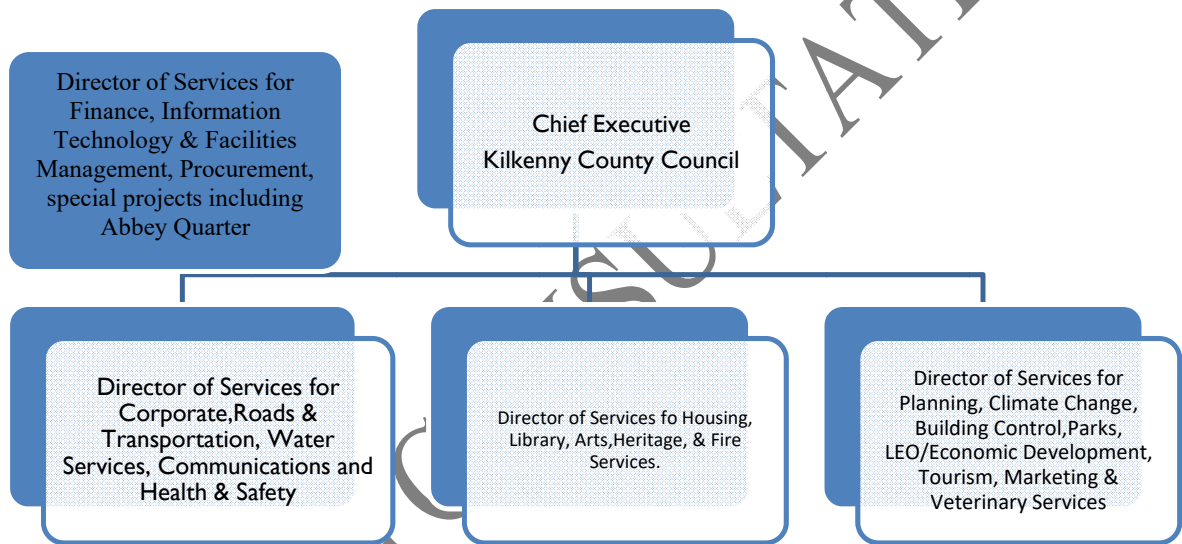 Director of Services for
Finance, Information
Technology & Facilities
Management, Procurement,
special projects including
Abbey Quarter
Chief Executive
Kilkenny County Council
Director of Services for
Corporate,Roads &
Transportation, Water
Services, Communications and
Health & Safety
Director of Services fo Housing,
Library, Arts,Heritage, & Fire
Services.
Director of Services for
Planning, Climate Change,
Building Control,Parks,
LEO/Economic Development,
Tourism, Marketing &
Veterinary Services